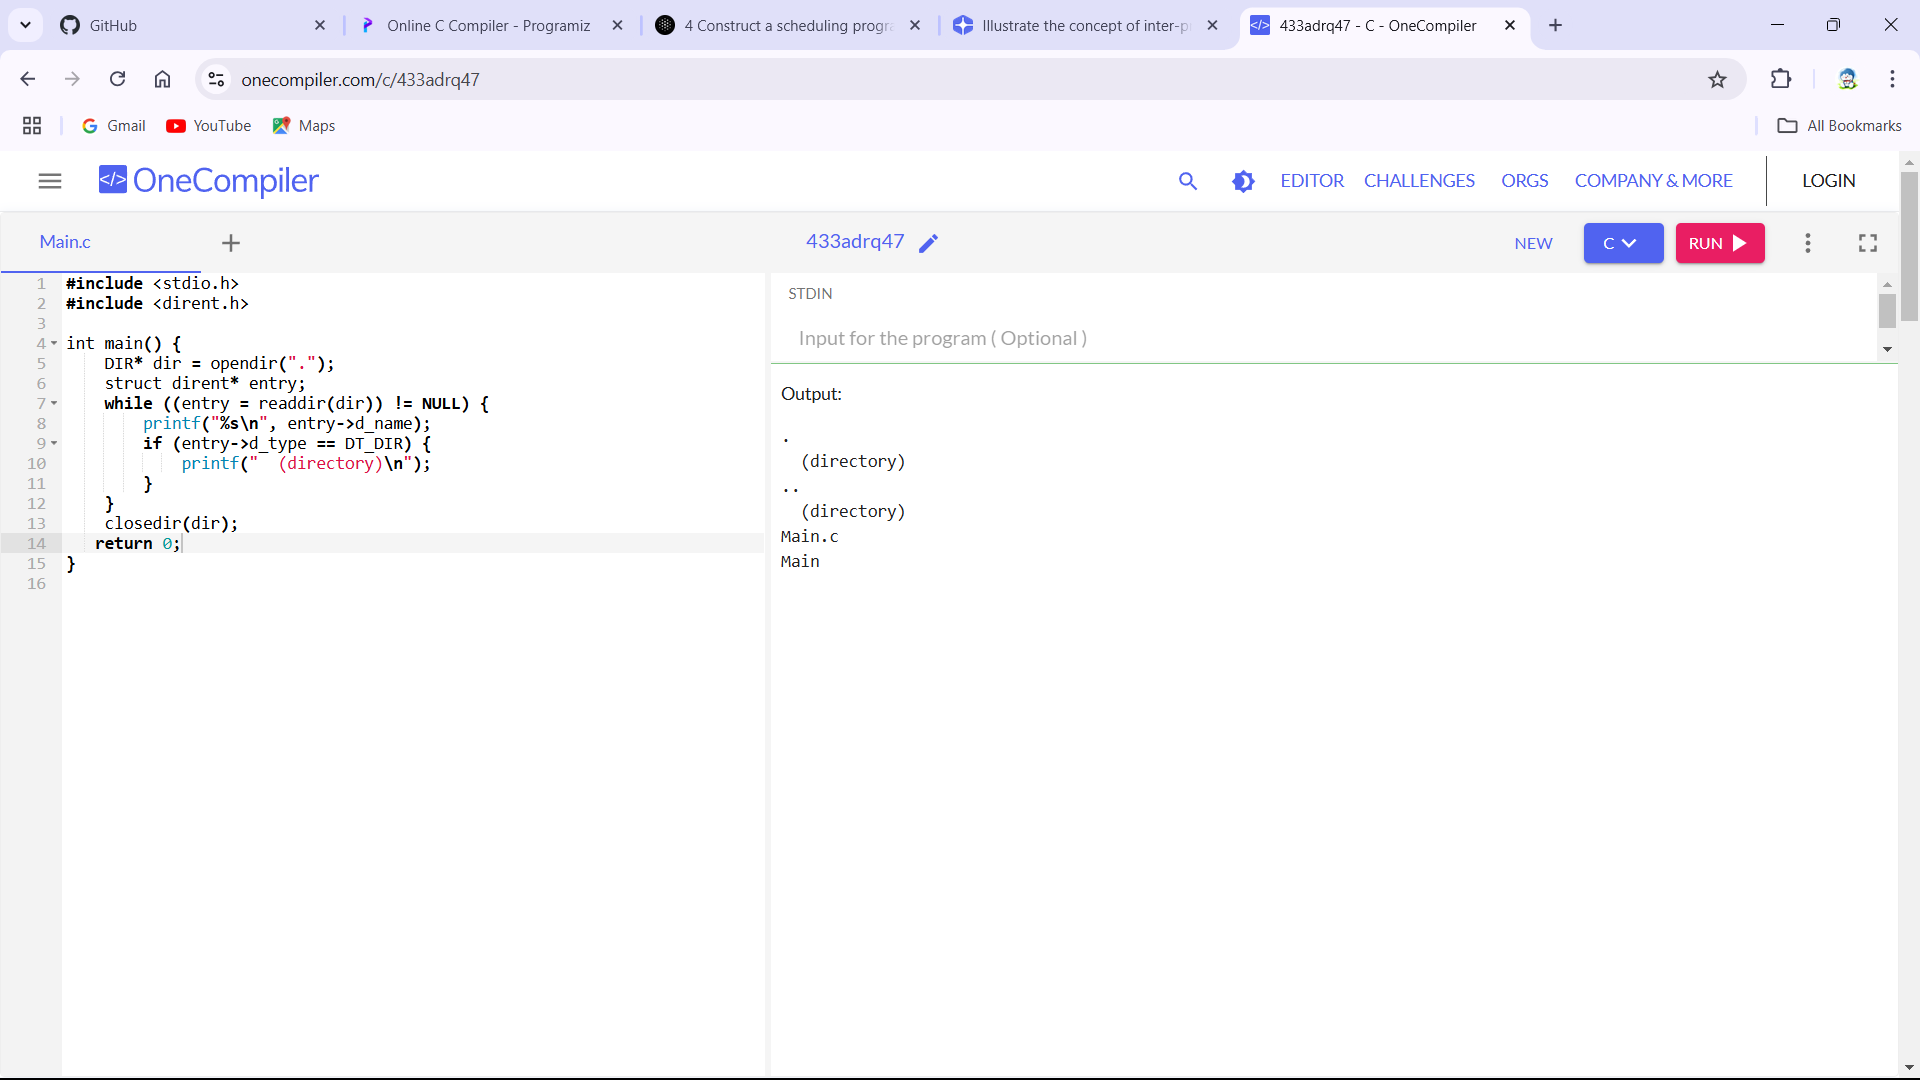 GitHub
Online C Compiler - Programiz
4 Construct a scheduling progra
Illustrate the concept of inter-p
433adrq47 - C - OneCompiler
onecompiler.com/c/433adrq47
Gmail
YouTube
Maps
All Bookmarks
</> OneCompiler
EDITOR
CHALLENGES
ORGS
COMPANY & MORE
LOGIN
Main.c
433adrq47
NEW
C
RUN
1 #include <stdio.h>
2 #include <dirent.h>
3
4 int main() {
5 DIR* dir = opendir(".");
6 struct dirent* entry;
7 while ((entry = readdir(dir)) != NULL) {
8 printf("%s\n", entry->d_name);
9 if (entry->d_type == DT_DIR) {
10 printf("  (directory)\n");
11 }
12 }
13 closedir(dir);
14 return 0;
15 }
16
STDIN
Input for the program ( Optional )
Output:
.
(directory)
..
(directory)
Main.c
Main